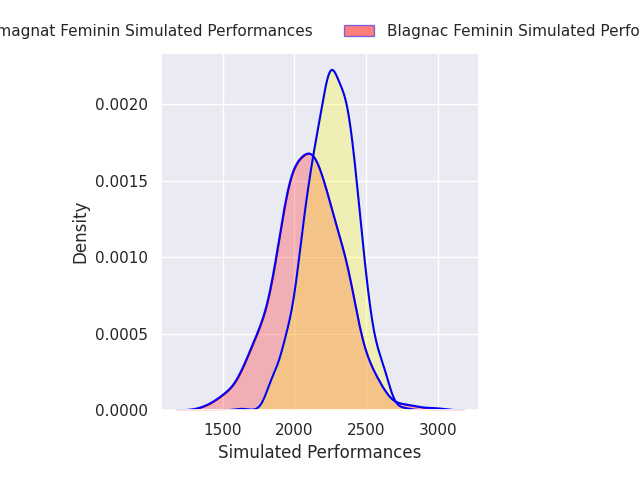 magnat Feminin Simulated Performances
Blagnac Feminin Simulated Perfo
0.0020
0.0015
0.0010
0.0005
0.0000
Density
1500 2000 2500 3000
Simulated Performances